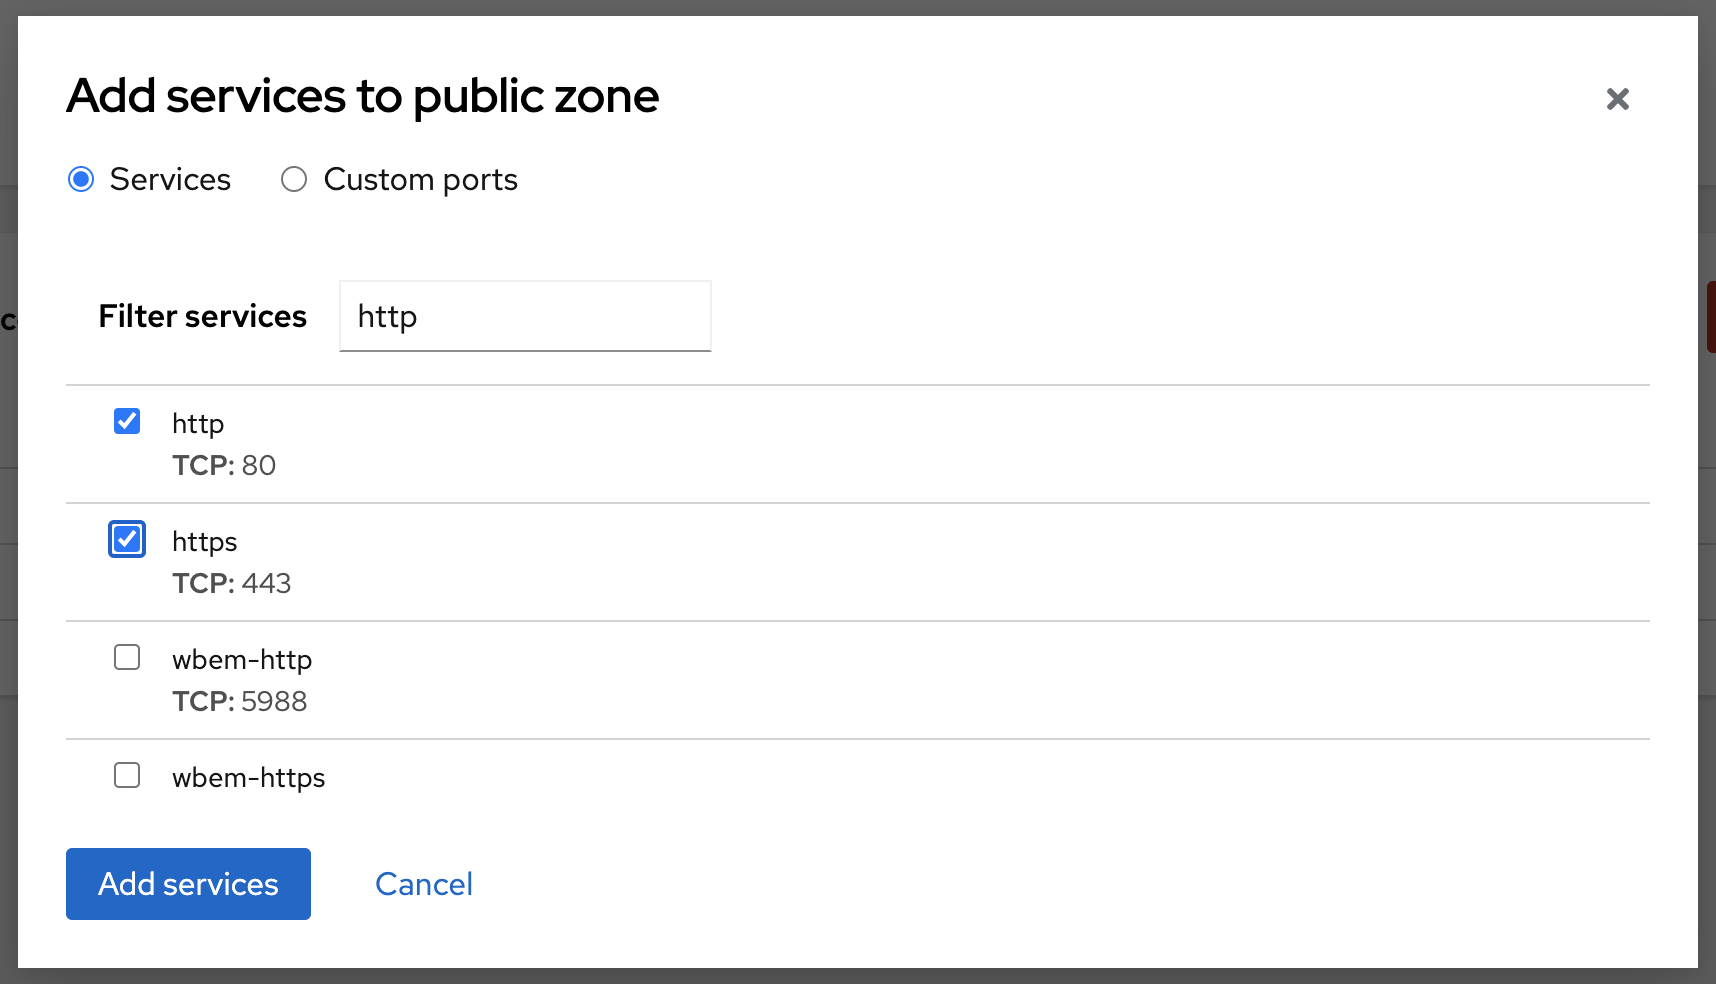 Add services to public zone
Services Custom ports
Filter services http
http
TCP: 80
https
TCP: 443
wbem-http
TCP: 5988
wbem-https
Add services Cancel